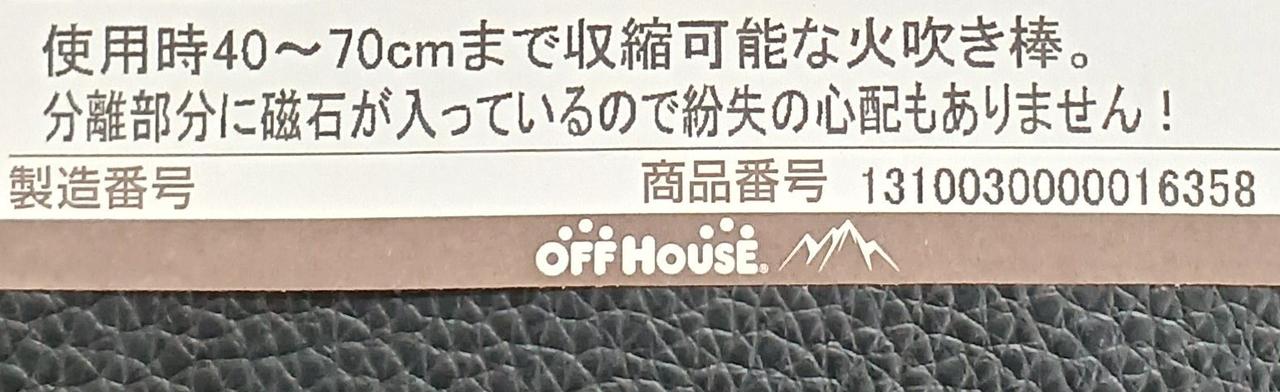 使用時40～70cmまで収縮可能な火吹き棒。
分離部分に磁石が入っているので紛失の心配もありません！
製造番号 商品番号 1310030000016358
OFF HOUSE®